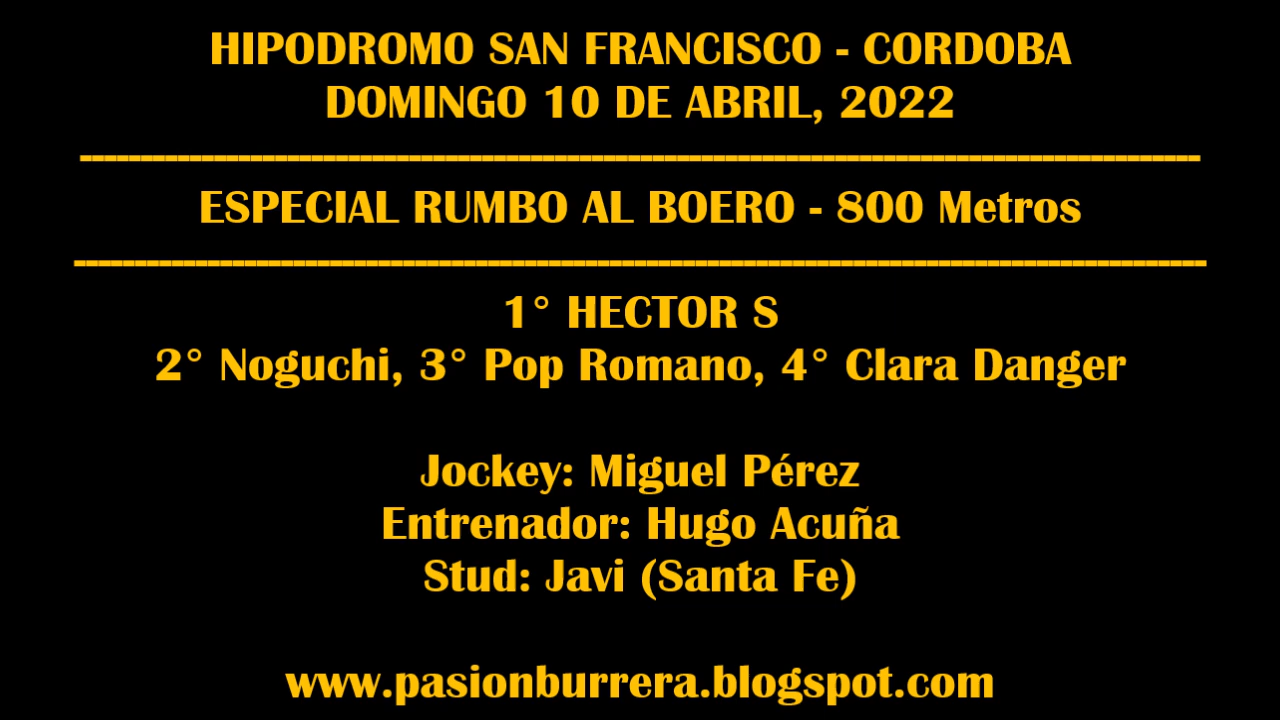 HIPODROMO SAN FRANCISCO - CORDOBA
DOMINGO 10 DE ABRIL, 2022
--------------------------------------------------------------------------------
ESPECIAL RUMBO AL BOERO - 800 Metros
---------------------------------------------------------------------------------
1° HECTOR S
2° Noguchi, 3° Pop Romano, 4° Clara Danger
Jockey: Miguel Pérez
Entrenador: Hugo Acuña
Stud: Javi (Santa Fe)
www.pasionburrera.blogspot.com